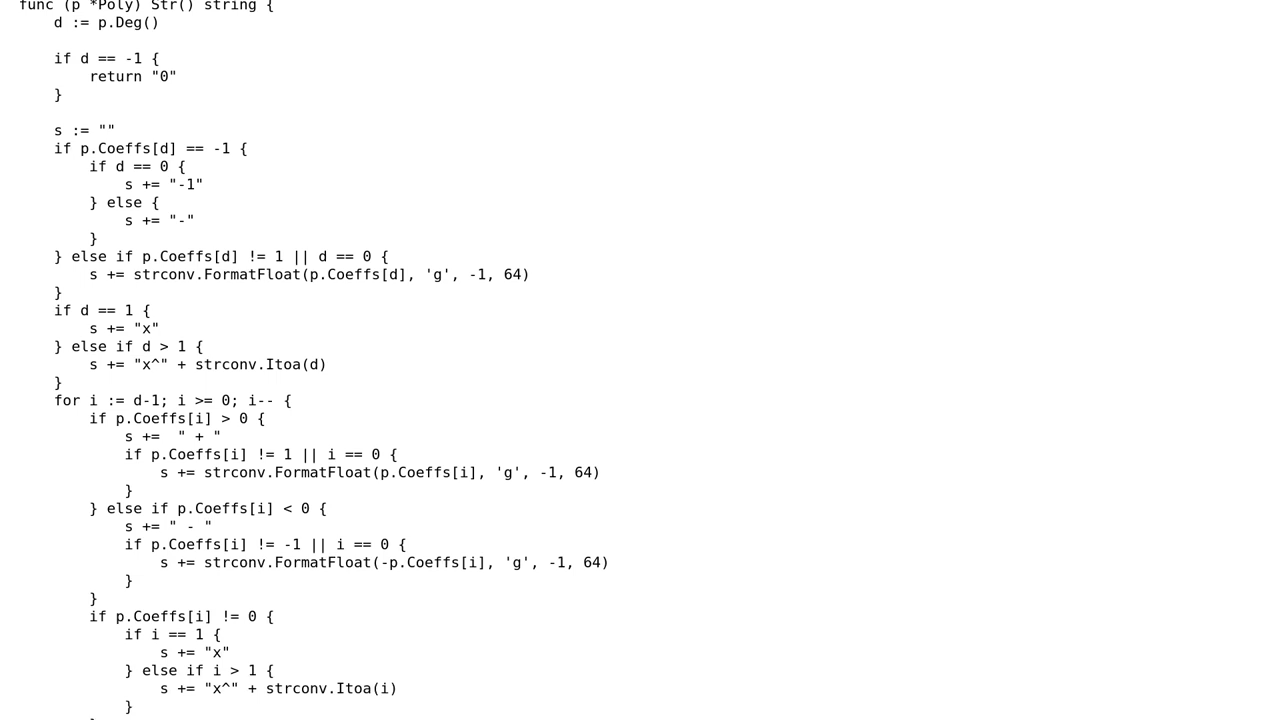 func (p *Poly) Str() string {
    d := p.Deg()

    if d == -1 {
        return "0"
    }

    s := ""
    if p.Coeffs[d] == -1 {
        if d == 0 {
            s += "-1"
        } else {
            s += "-"
        }
    } else if p.Coeffs[d] != 1 || d == 0 {
        s += strconv.FormatFloat(p.Coeffs[d], 'g', -1, 64)
    }
    if d == 1 {
        s += "x"
    } else if d > 1 {
        s += "x^" + strconv.Itoa(d)
    }
    for i := d-1; i >= 0; i-- {
        if p.Coeffs[i] > 0 {
            s +=  " + "
            if p.Coeffs[i] != 1 || i == 0 {
                s += strconv.FormatFloat(p.Coeffs[i], 'g', -1, 64)
            }
        } else if p.Coeffs[i] < 0 {
            s += " - "
            if p.Coeffs[i] != -1 || i == 0 {
                s += strconv.FormatFloat(-p.Coeffs[i], 'g', -1, 64)
            }
        }
        if p.Coeffs[i] != 0 {
            if i == 1 {
                s += "x"
            } else if i > 1 {
                s += "x^" + strconv.Itoa(i)
            }